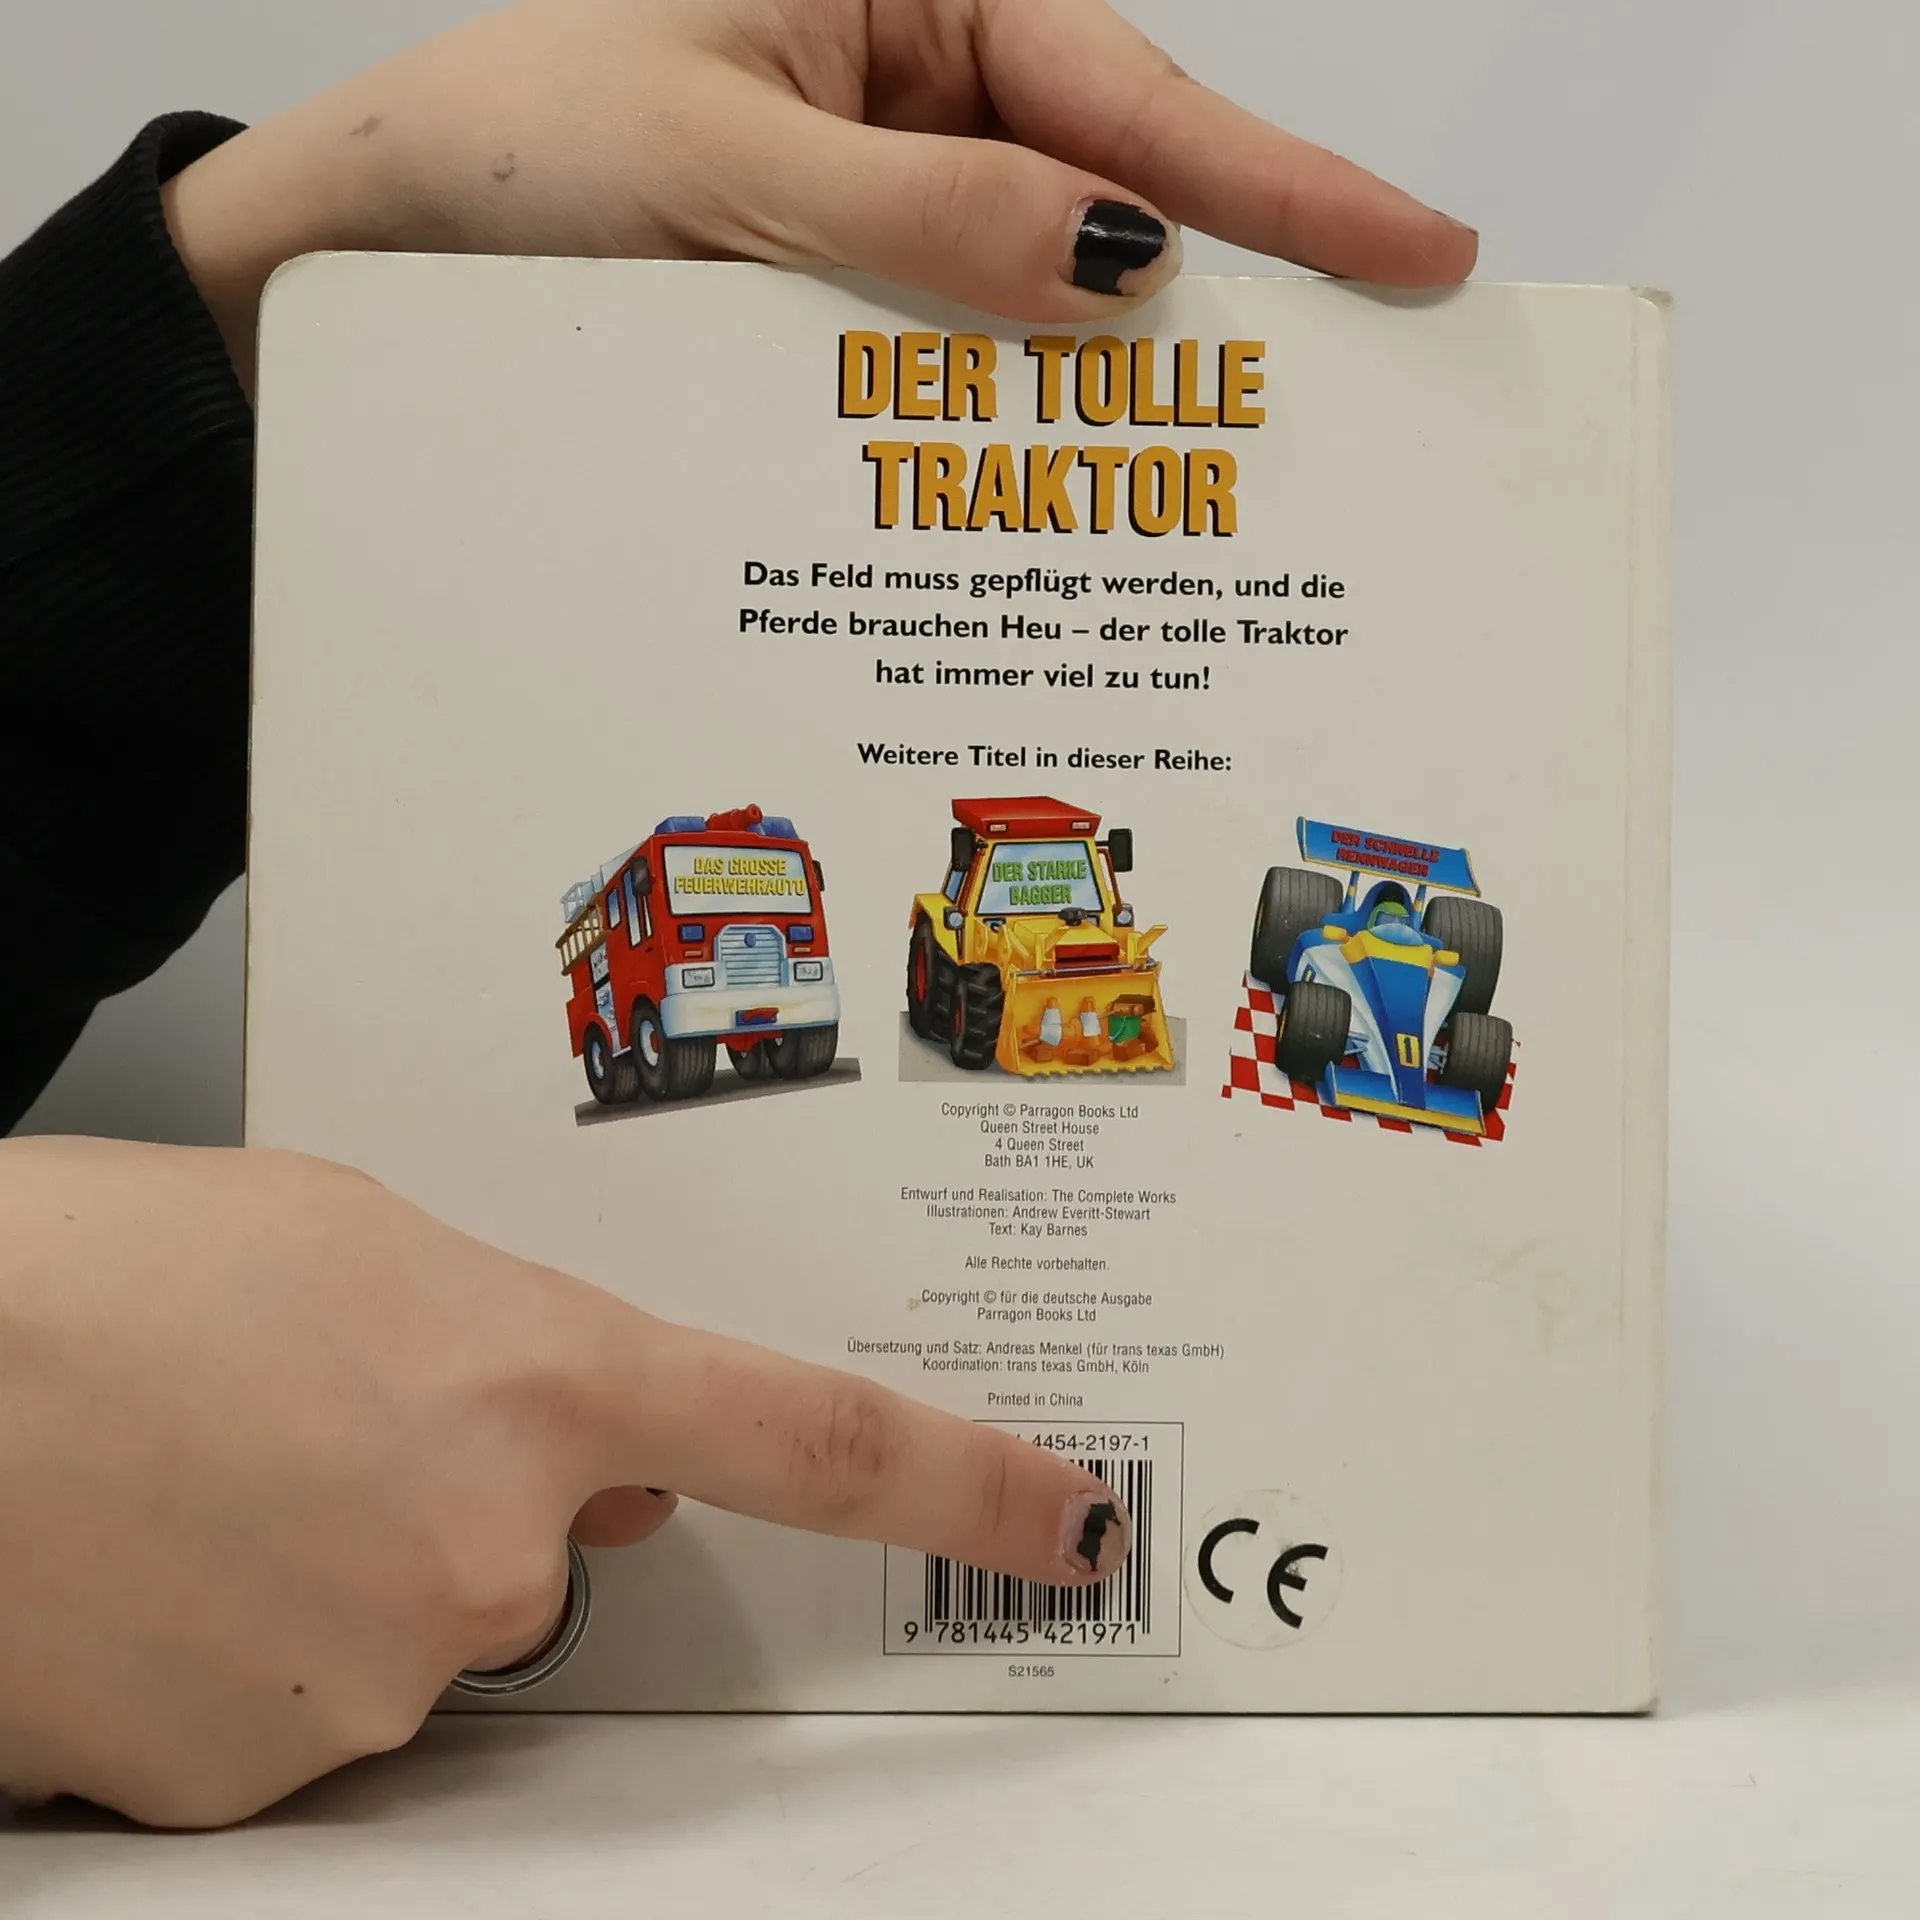 DER TOLLE
TRAKTOR
Das Feld muss gepflügt werden, und die
Pferde brauchen Heu – der tolle Traktor
hat immer viel zu tun!
Weitere Titel in dieser Reihe:
DAS GROSSE
FEUERWEHRAUTO
DER STARKE
BAGGER
DER SCHNELLE
RENNWAGEN
1
Copyright © Parragon Books Ltd
Queen Street House
4 Queen Street
Bath BA1 1HE, UK
Entwurf und Realisation: The Complete Works
Illustrationen: Andrew Everitt-Stewart
Text: Kay Barnes
Alle Rechte vorbehalten.
Copyright © für die deutsche Ausgabe
Parragon Books Ltd
Übersetzung und Satz: Andreas Menkel (für trans texas GmbH)
Koordination: trans texas GmbH, Köln
Printed in China
4454-2197-1
9 781445 421971
CE
S21565